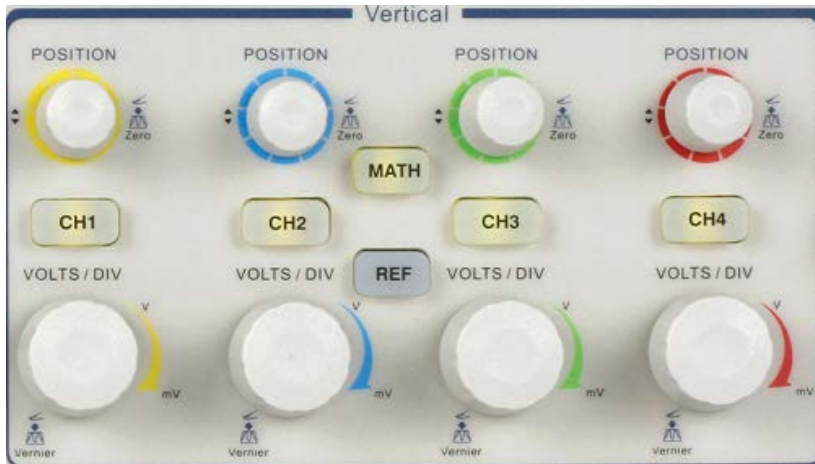 Vertical
POSITION POSITION POSITION POSITION
Zero Zero Zero Zero
MATH
CH1 CH2 CH3 CH4
REF
VOLTS / DIV VOLTS / DIV VOLTS / DIV VOLTS / DIV
V V V V
mV mV mV mV
Vernier Vernier Vernier Vernier